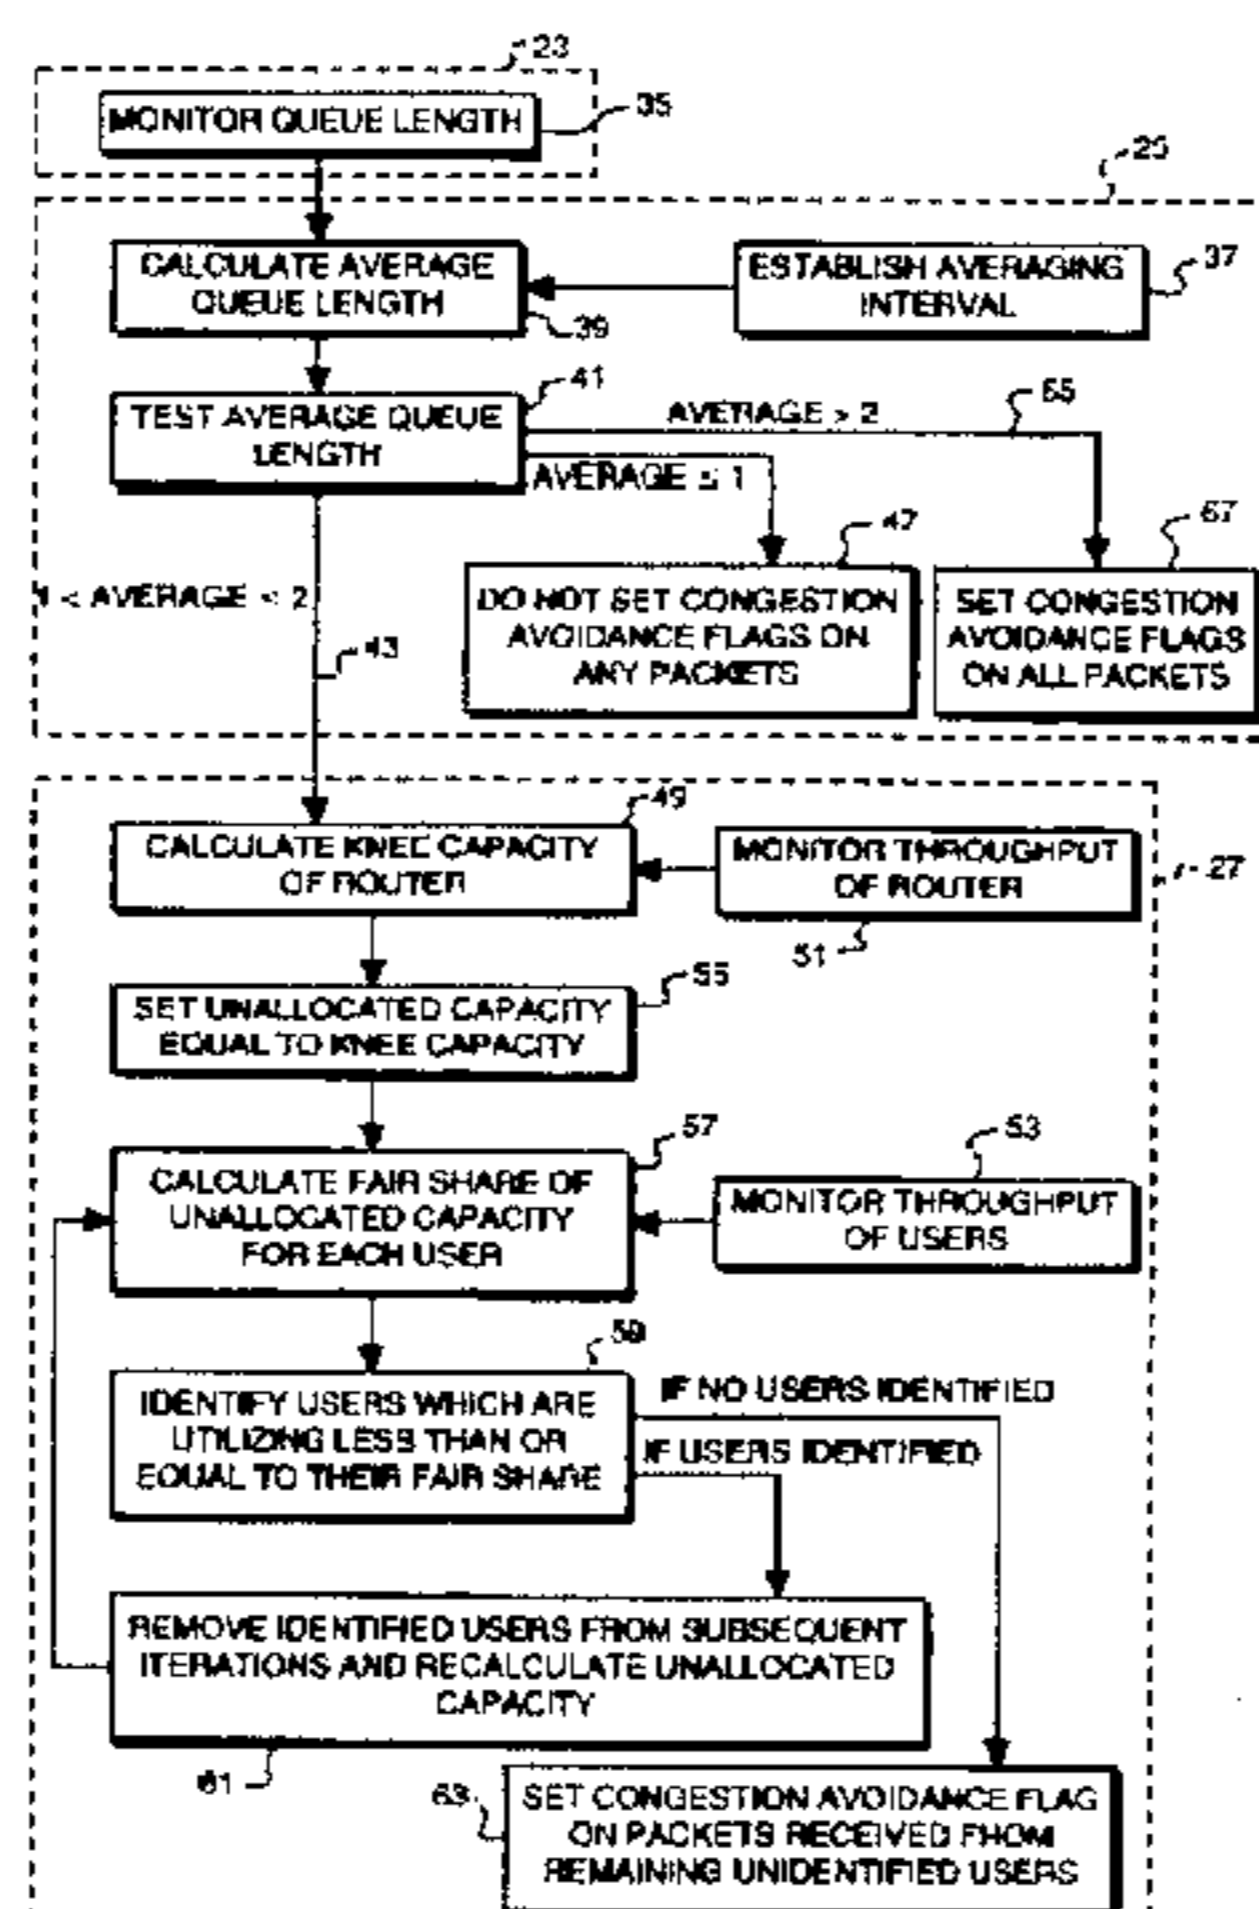 23
MONITOR QUEUE LENGTH
35
25
CALCULATE AVERAGE
QUEUE LENGTH
39
ESTABLISH AVERAGING
INTERVAL
37
TEST AVERAGE QUEUE
LENGTH
41
AVERAGE > 2
AVERAGE ≤ 1
47
DO NOT SET CONGESTION
AVOIDANCE FLAGS ON
ANY PACKETS
SET CONGESTION
AVOIDANCE FLAGS
ON ALL PACKETS
1 < AVERAGE ≤ 2
43
27
CALCULATE KNEE CAPACITY
OF ROUTER
49
MONITOR THROUGHPUT
OF ROUTER
51
SET UNALLOCATED CAPACITY
EQUAL TO KNEE CAPACITY
55
CALCULATE FAIR SHARE OF
UNALLOCATED CAPACITY
FOR EACH USER
57
MONITOR THROUGHPUT
OF USERS
53
IDENTIFY USERS WHICH ARE
UTILIZING LESS THAN OR
EQUAL TO THEIR FAIR SHARE
59
IF NO USERS IDENTIFIED
IF USERS IDENTIFIED
REMOVE IDENTIFIED USERS FROM SUBSEQUENT
ITERATIONS AND RECALCULATE UNALLOCATED
CAPACITY
61
63
SET CONGESTION AVOIDANCE FLAG
ON PACKETS RECEIVED FROM
REMAINING UNIDENTIFIED USERS